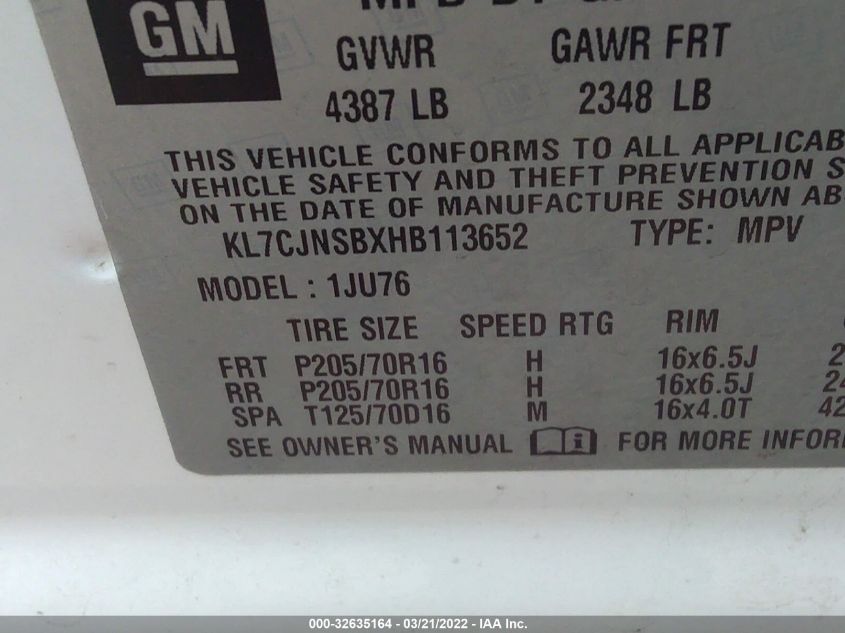 GM
GVWR GAWR FRT
4387 LB 2348 LB
THIS VEHICLE CONFORMS TO ALL
VEHICLE SAFETY AND THEFT PREVENTION
ON THE DATE OF MANUFACTURE SHOWN
KL7CJNSBXHB113652 TYPE: MPV
MODEL : 1JU76
TIRE SIZE SPEED RTG RIM
FRT P205/70R16 H 16x6.5J
RR P205/70R16 H 16x6.5J
SPA T125/70D16 M 16x4.0T
SEE OWNER'S MANUAL FOR MORE
000-32635164 - 03/21/2022 - IAA Inc.